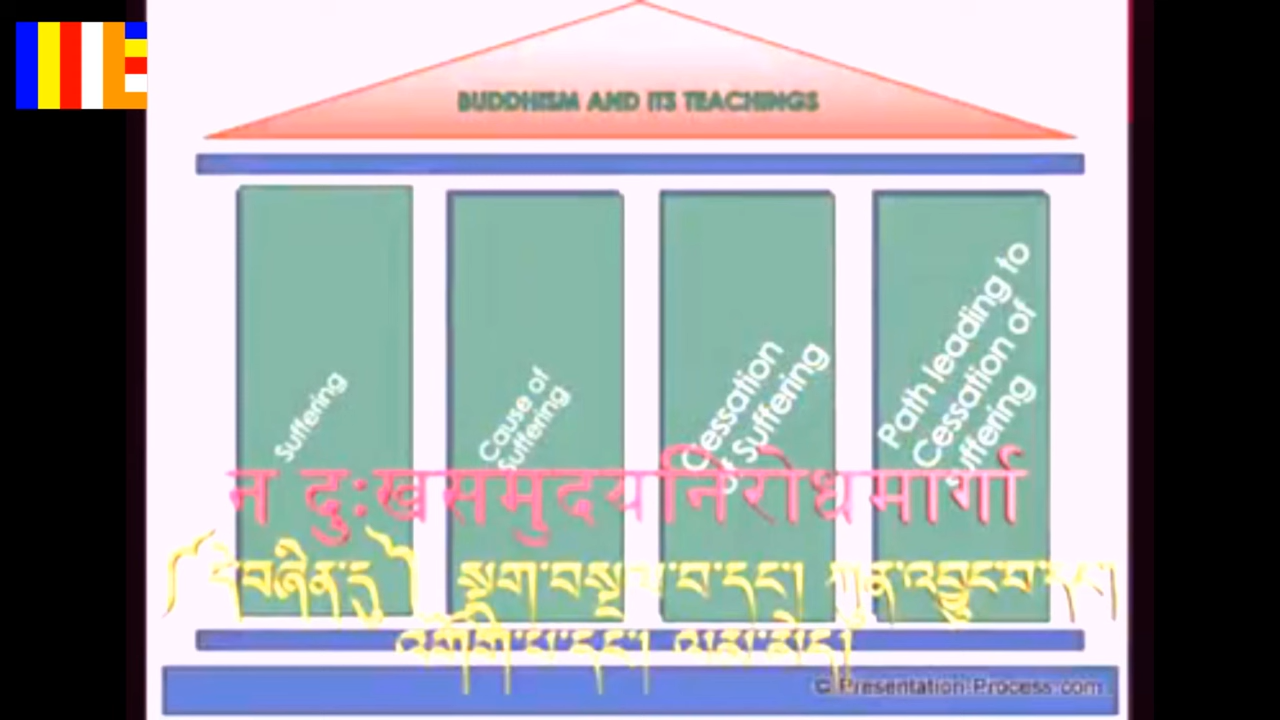 BUDDHISM AND ITS TEACHINGS
Suffering
Cause of
Suffering
Cessation
of Suffering
Path leading to
Cessation of
suffering
न दुःखसमुदयनिरोधमार्गा
༼དེ་བཞིན་དུ༽ སྡུག་བསྔལ་བ་དང་། ཀུན་འབྱུང་བ་དང་།
འགོག་པ་དང་། ལམ་མེད།
© Presentation-Process.com